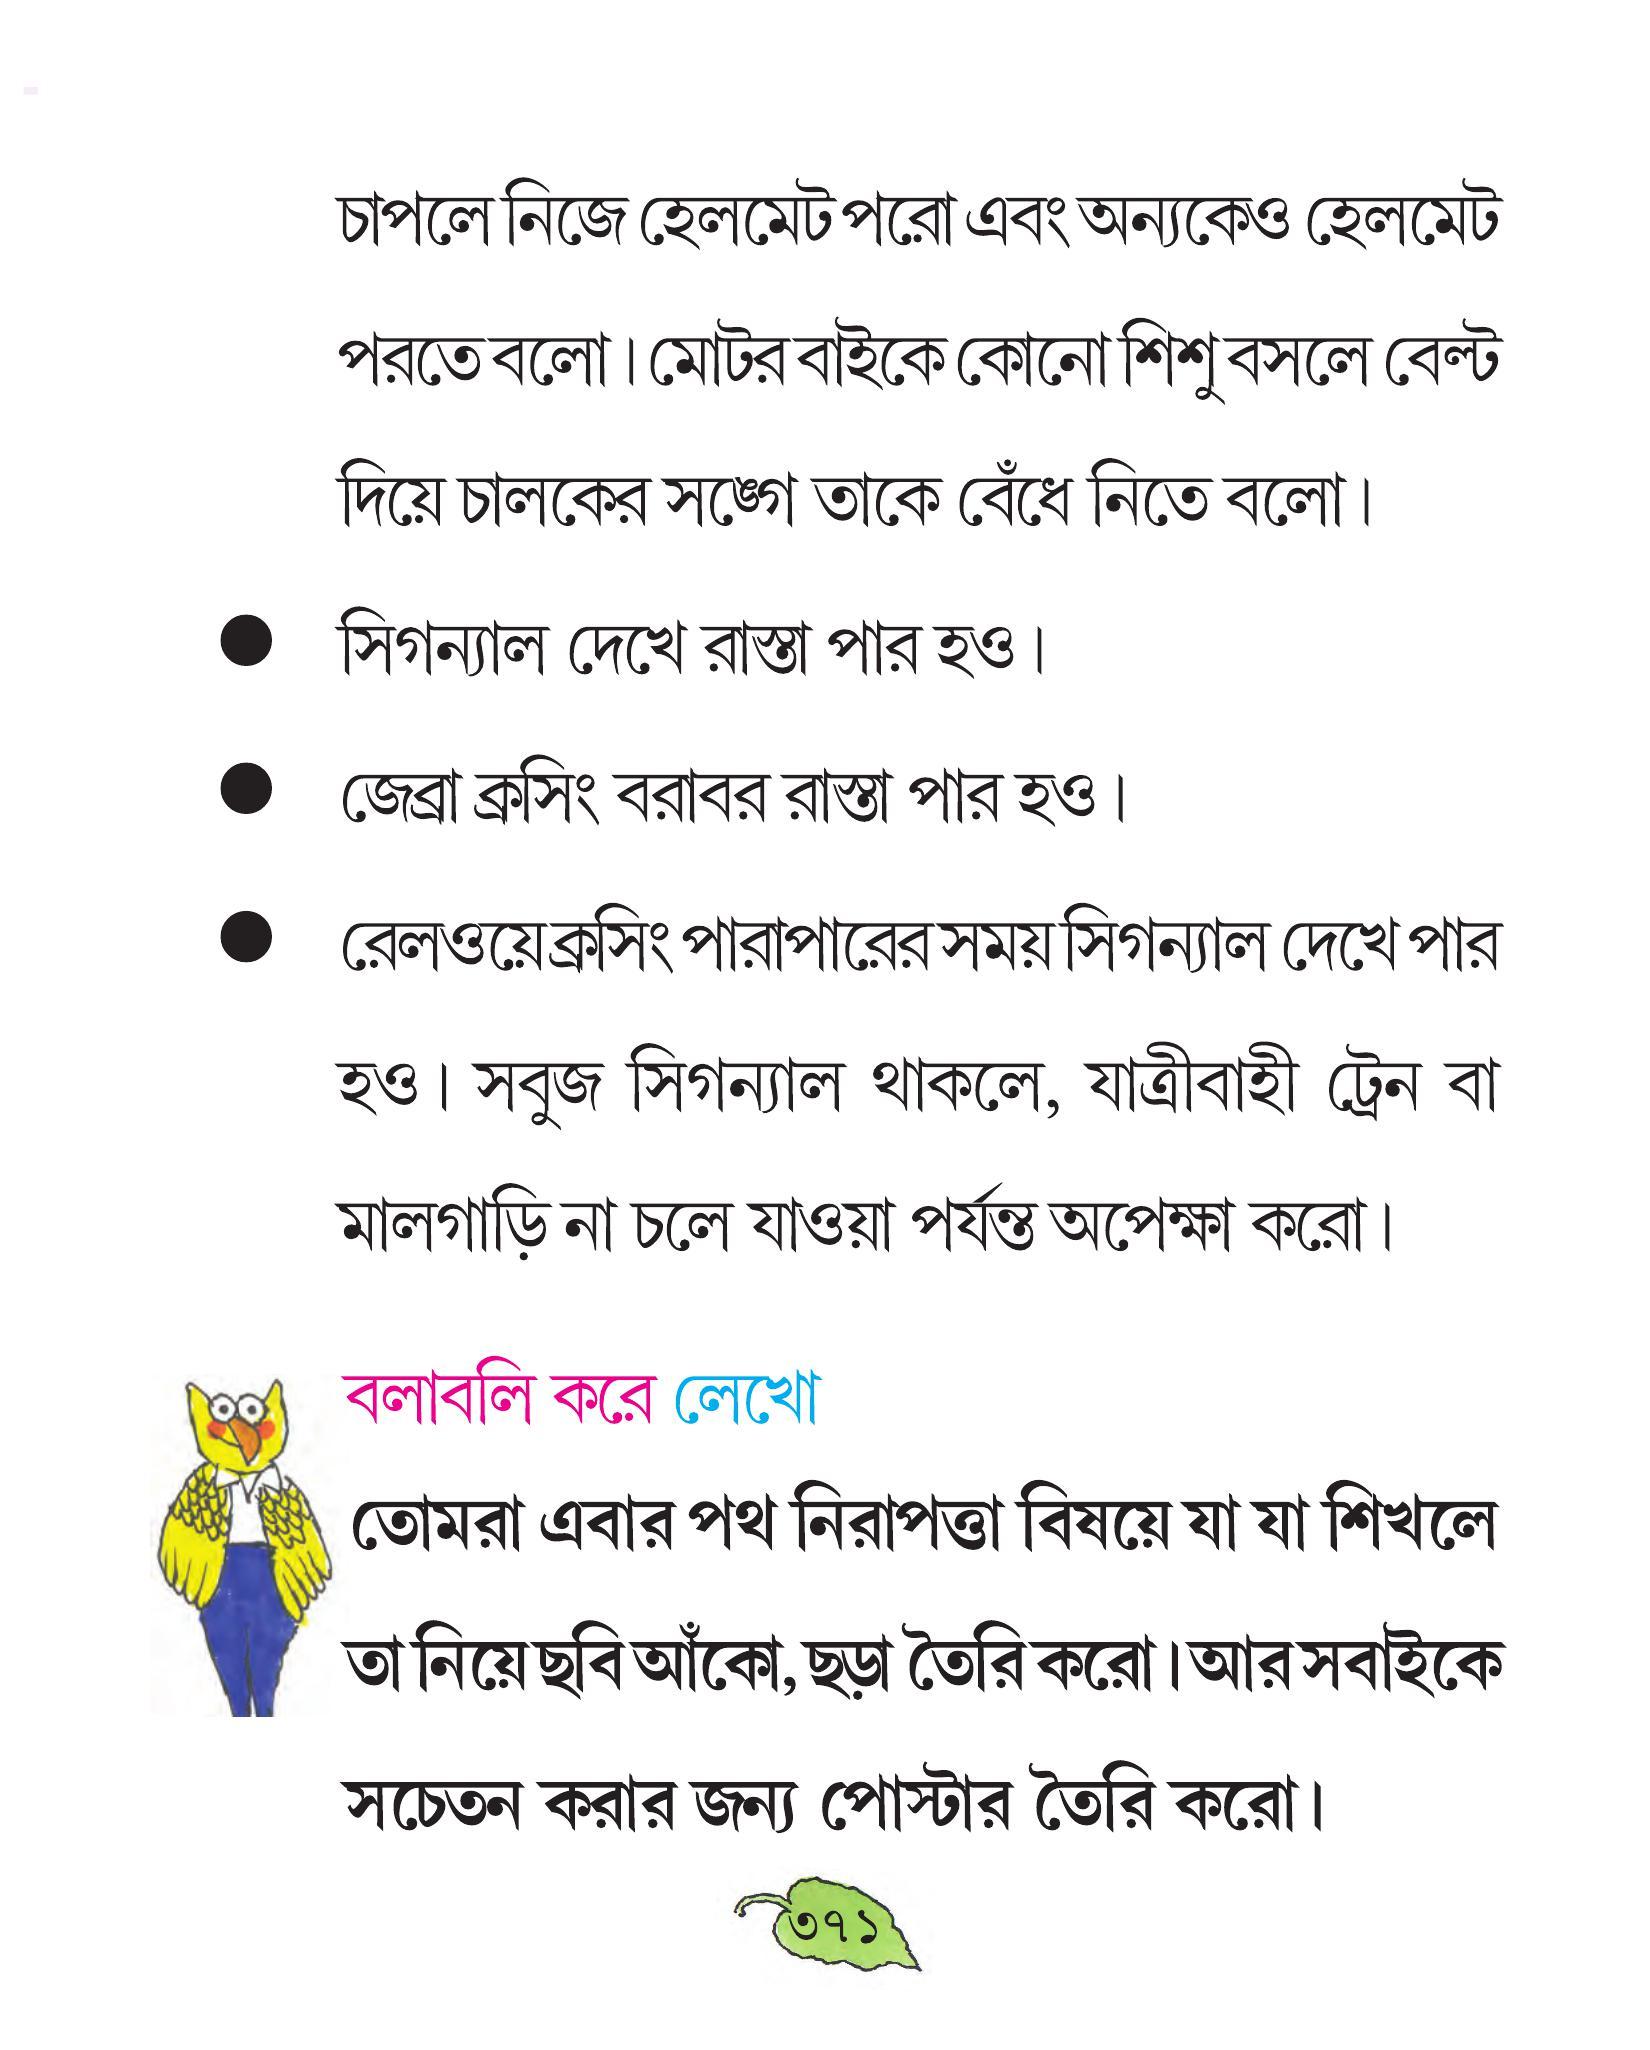 চাপলে নিজে হেলমেট পরো এবং অন্যকেও হেলমেট
পরতে বলো। মোটর বাইকে কোনো শিশু বসলে বেল্ট
দিয়ে চালকের সঙ্গে তাকে বেঁধে নিতে বলো।
● সিগন্যাল দেখে রাস্তা পার হও।
● জেব্রা ক্রসিং বরাবর রাস্তা পার হও।
● রেলওয়ে ক্রসিং পারাপারের সময় সিগন্যাল দেখে পার
হও। সবুজ সিগন্যাল থাকলে, যাত্রীবাহী ট্রেন বা
মালগাড়ি না চলে যাওয়া পর্যন্ত অপেক্ষা করো।
বলাবলি করে লেখো
তোমরা এবার পথ নিরাপত্তা বিষয়ে যা যা শিখলে
তা নিয়ে ছবি আঁকো, ছড়া তৈরি করো। আর সবাইকে
সচেতন করার জন্য পোস্টার তৈরি করো।
৩৭১